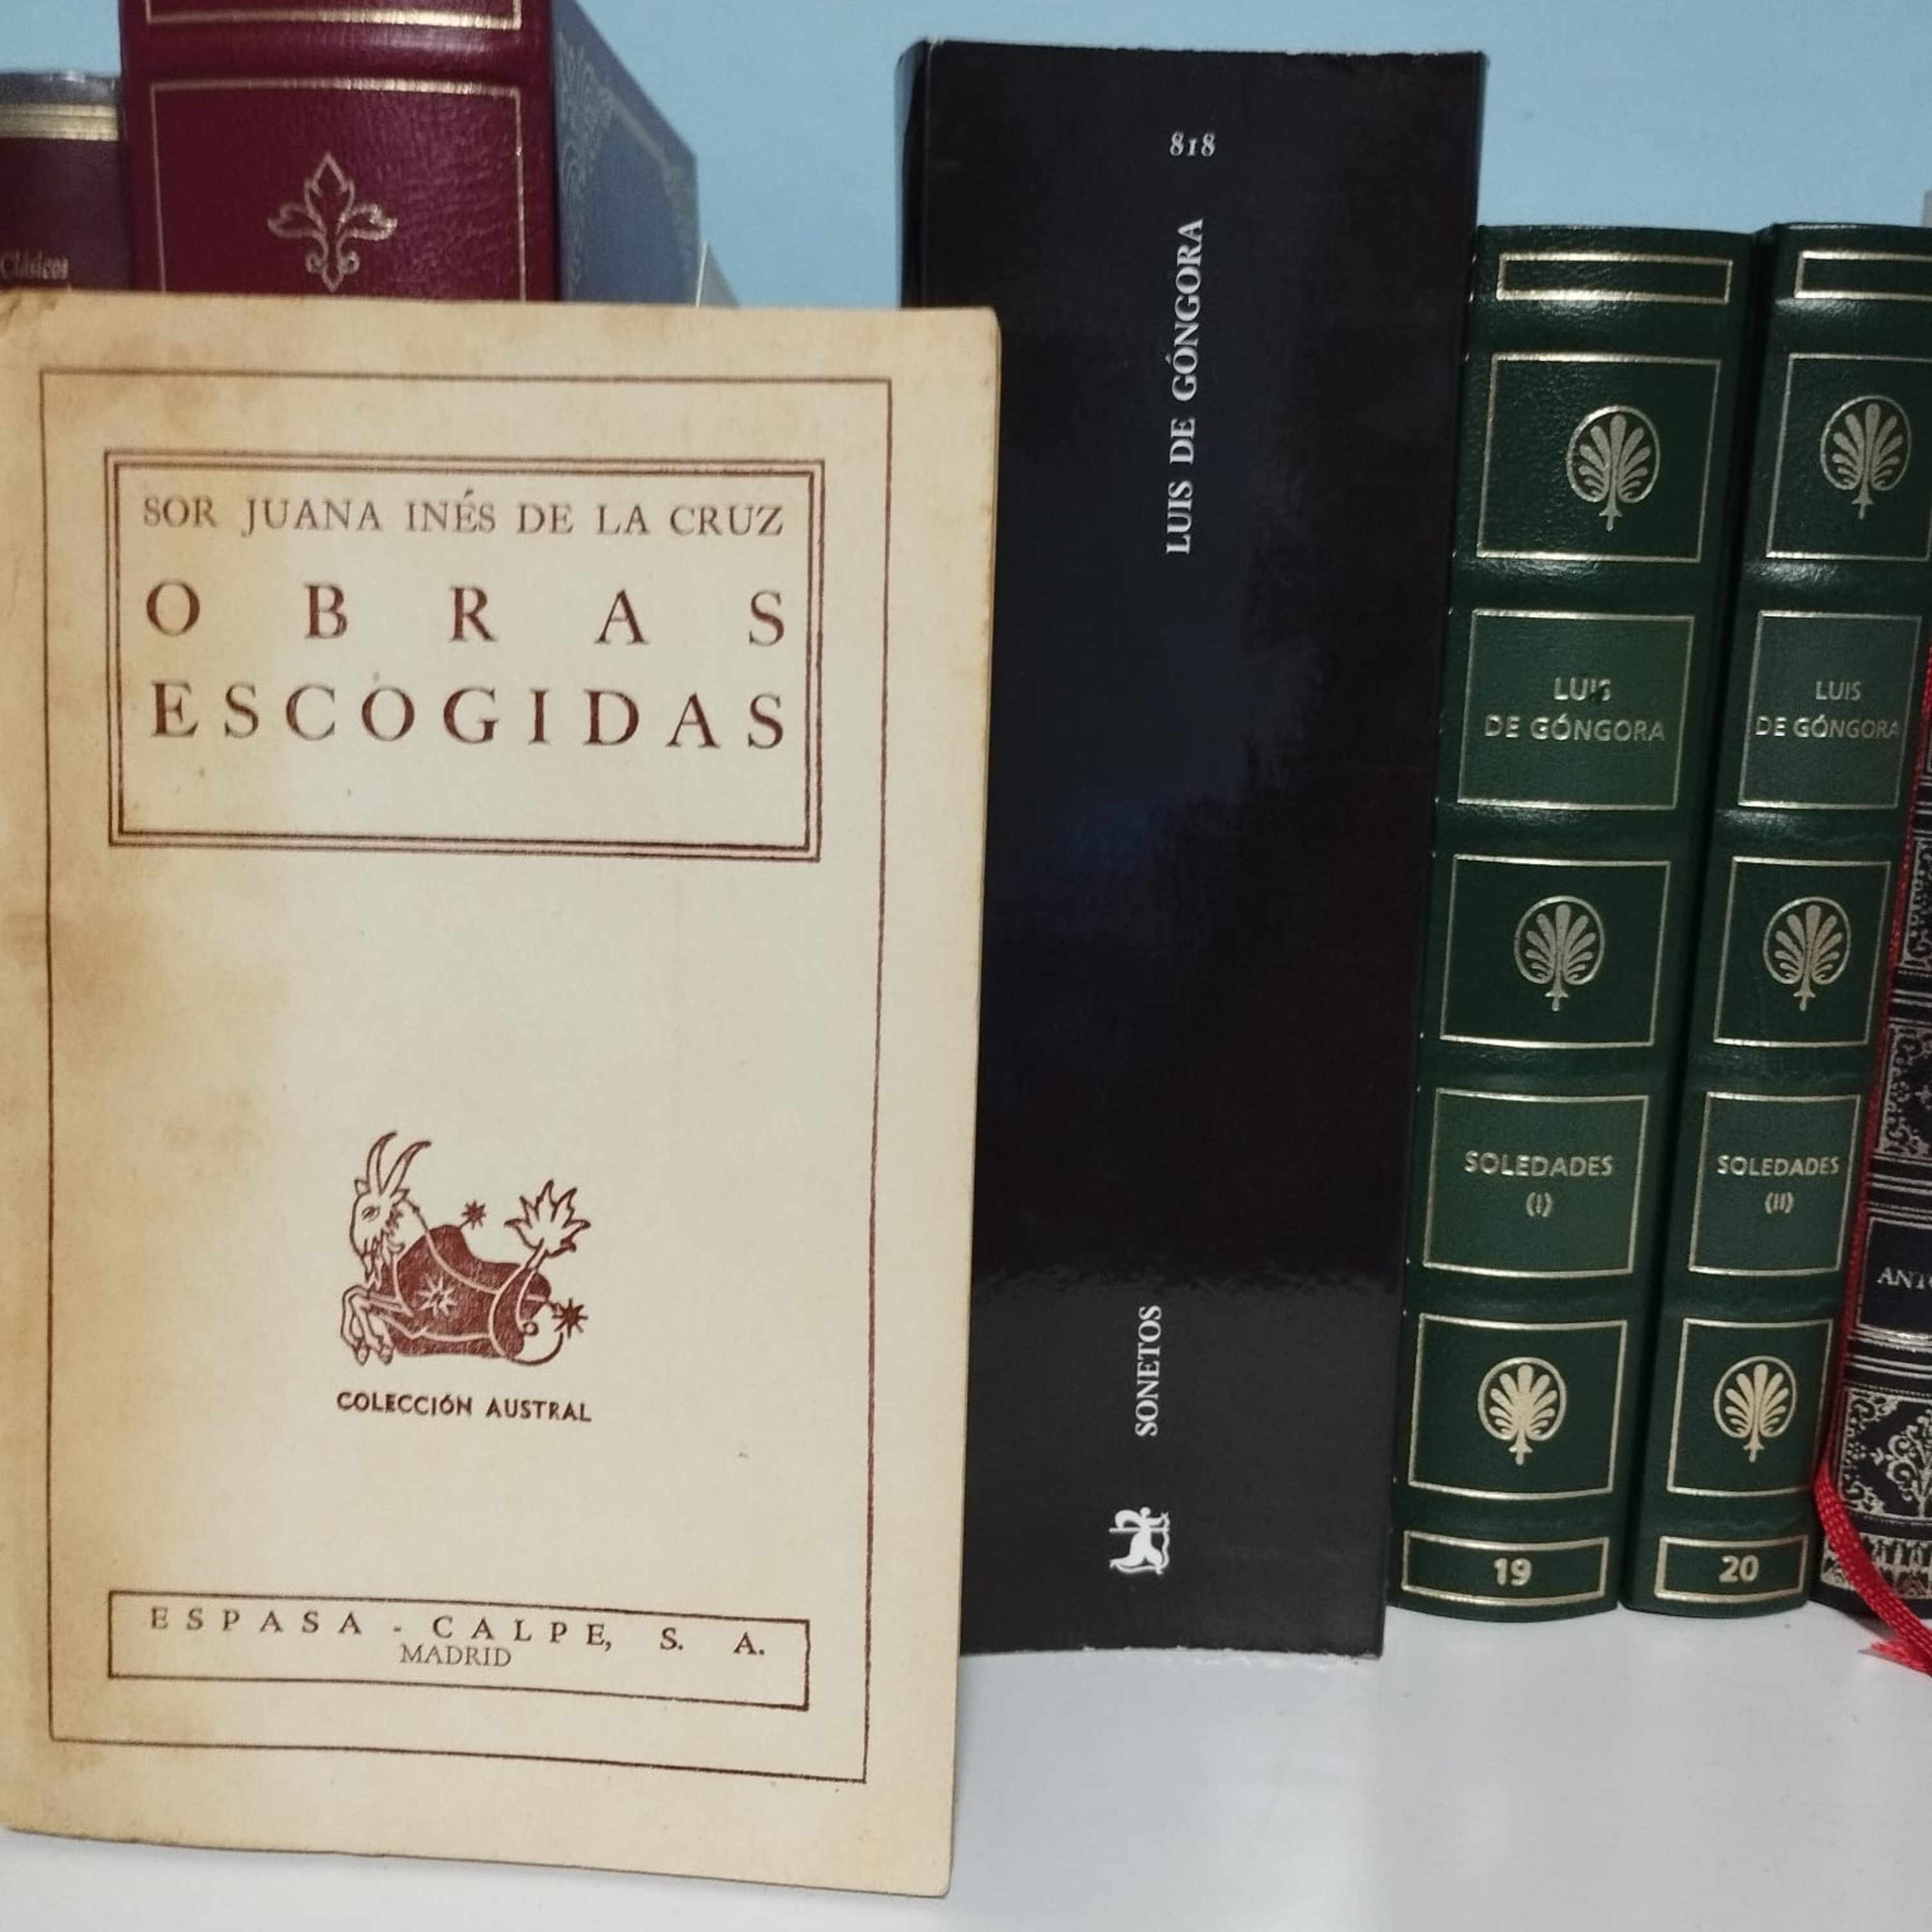 Clásicos
SOR JUANA INÉS DE LA CRUZ
OBRAS
ESCOGIDAS
COLECCIÓN AUSTRAL
ESPASA - CALPE, S. A.
MADRID
818
LUIS DE GÓNGORA
SONETOS
LUIS
DE GÓNGORA
SOLEDADES
(I)
19
LUIS
DE GÓNGORA
SOLEDADES
(II)
20